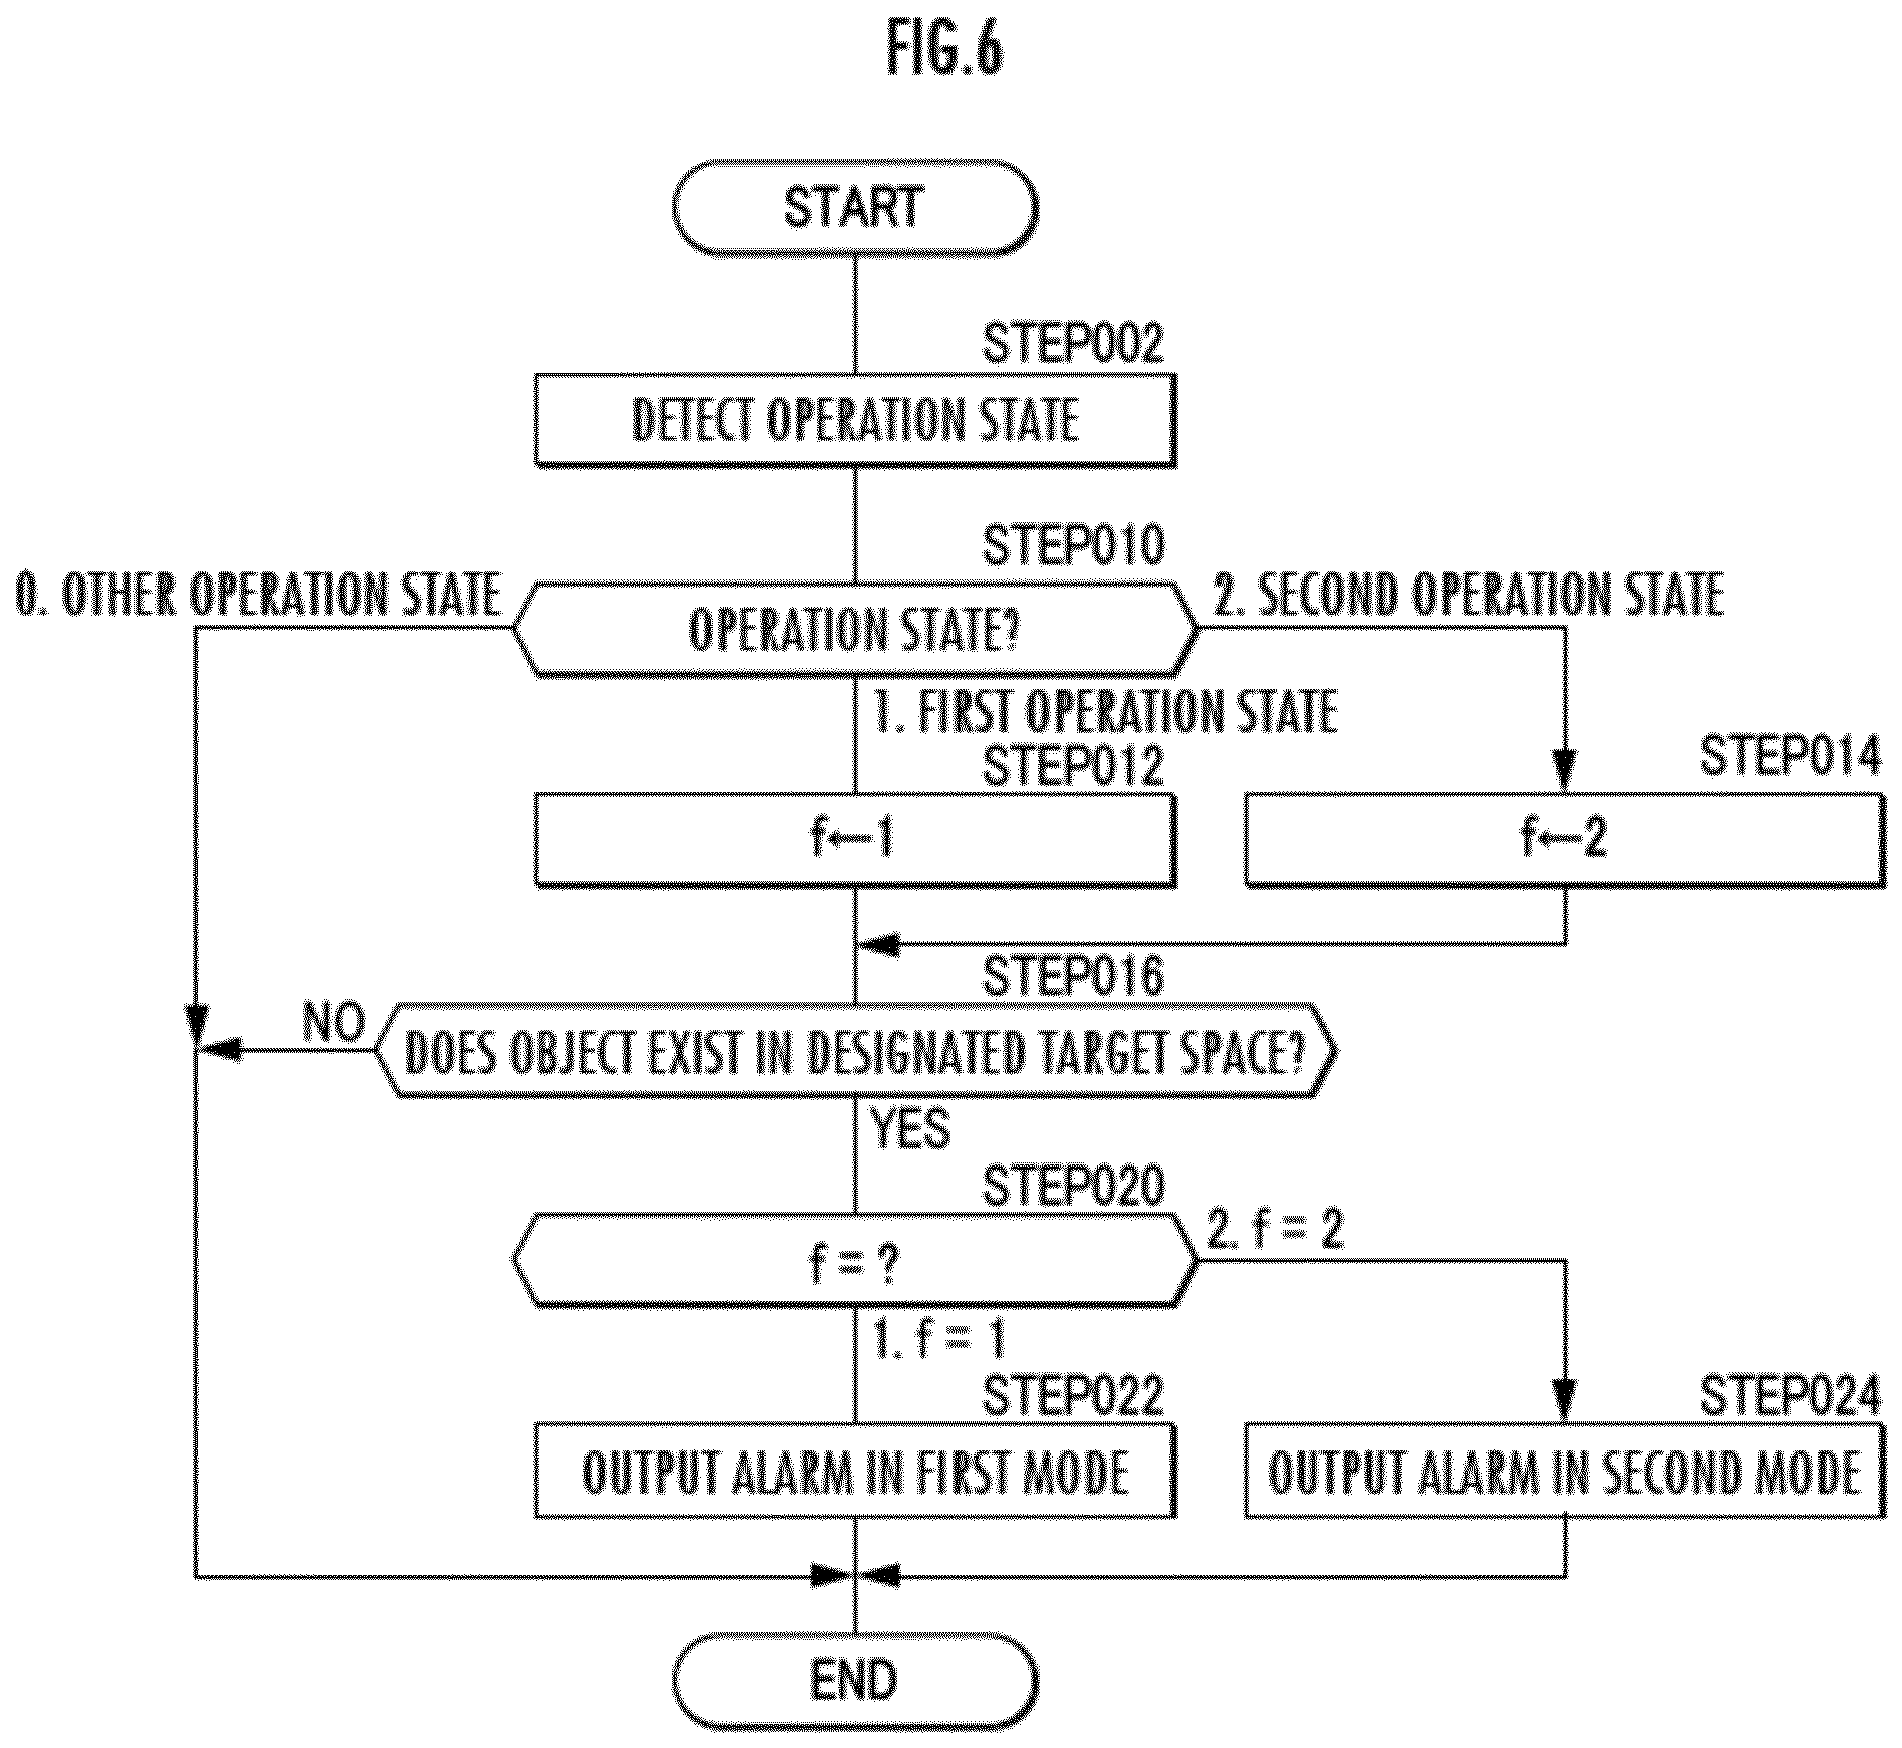 FIG.6
START
STEP002
DETECT OPERATION STATE
STEP010
0. OTHER OPERATION STATE
OPERATION STATE?
2. SECOND OPERATION STATE
1. FIRST OPERATION STATE
STEP012
STEP014
f←1
f←2
STEP016
NO
DOES OBJECT EXIST IN DESIGNATED TARGET SPACE?
YES
STEP020
f = ?
2. f = 2
1. f = 1
STEP022
STEP024
OUTPUT ALARM IN FIRST MODE
OUTPUT ALARM IN SECOND MODE
END